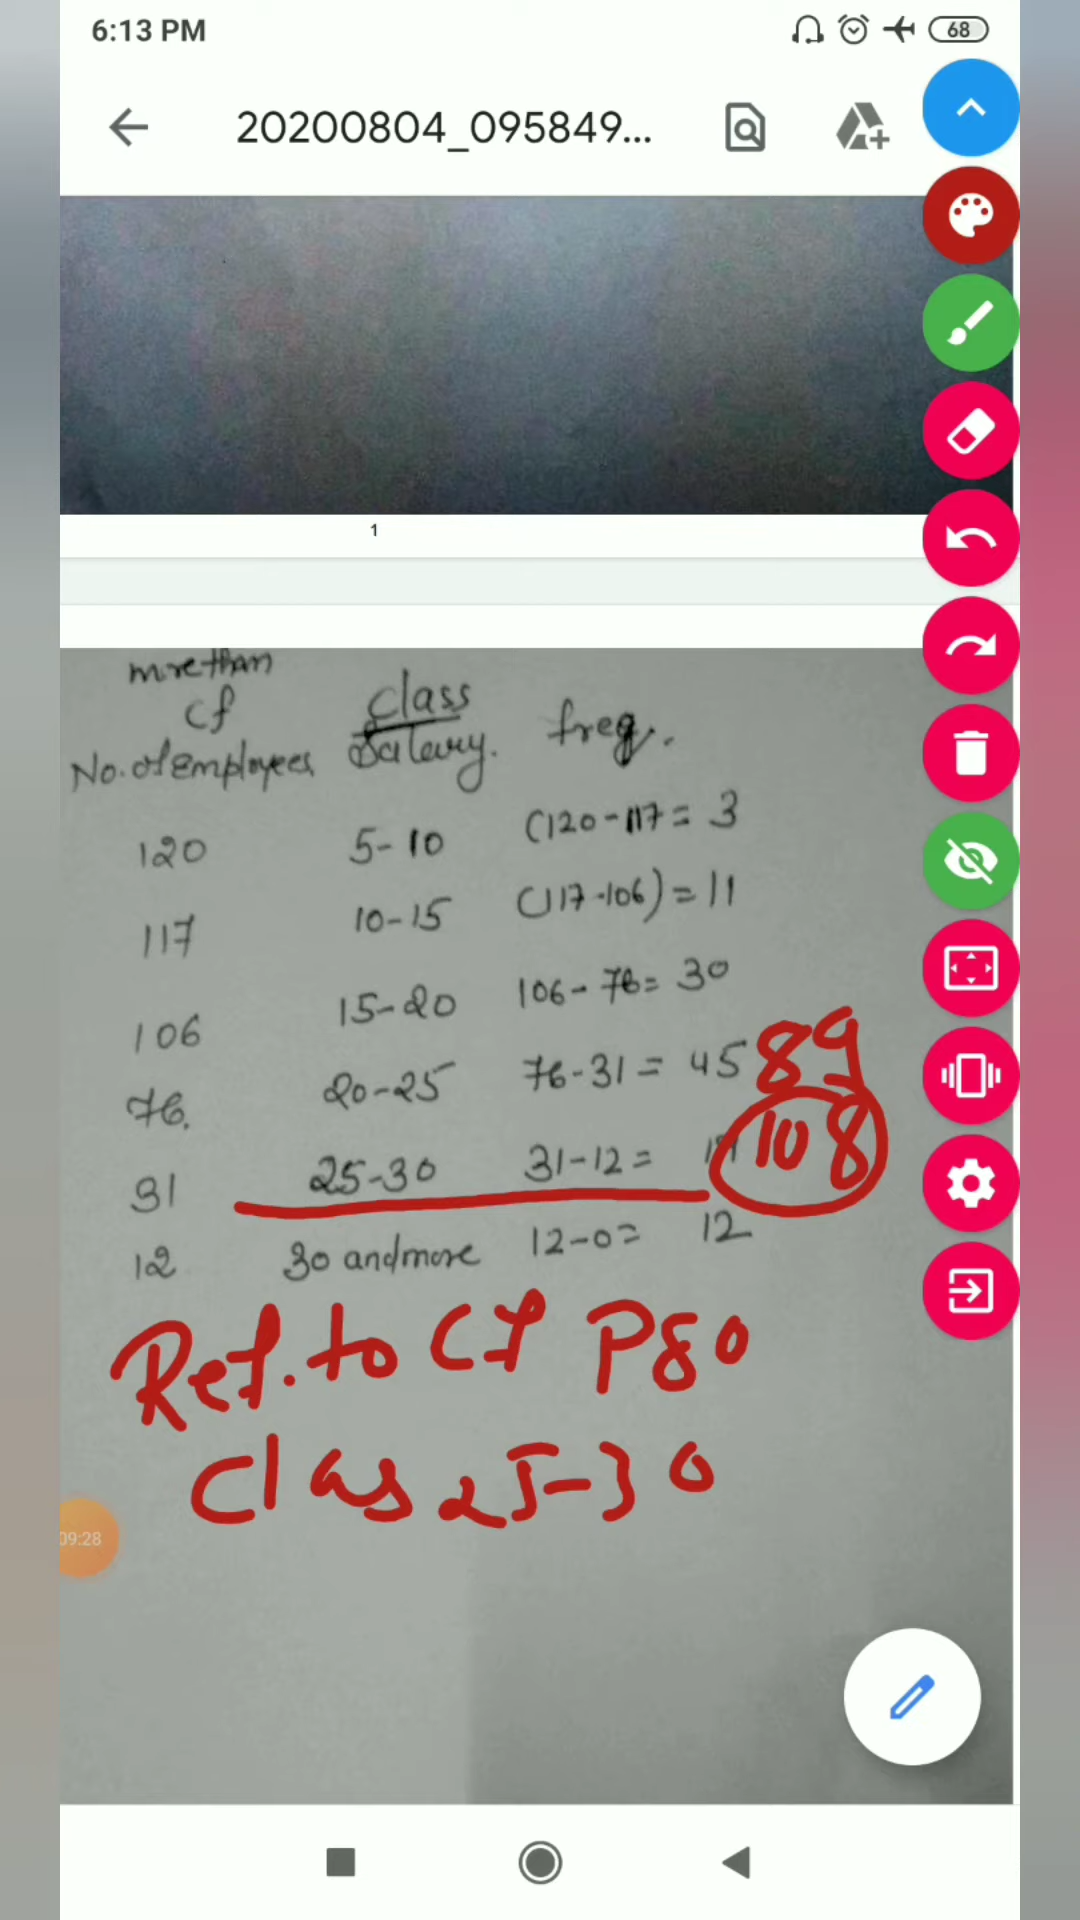 6:13 PM
68
20200804_095849...
1
more than
cf
No. of Employees
class
Salary.
freq.
120 5-10 (120-117= 3
117 10-15 (117-106)=11
106 15-20 106-76= 30
76. 20-25 76-31= 45 89
31 25-30 31-12= 108
12 30 and more 12-0= 12
Ref. to Cf P80
Class 25-30
09:28